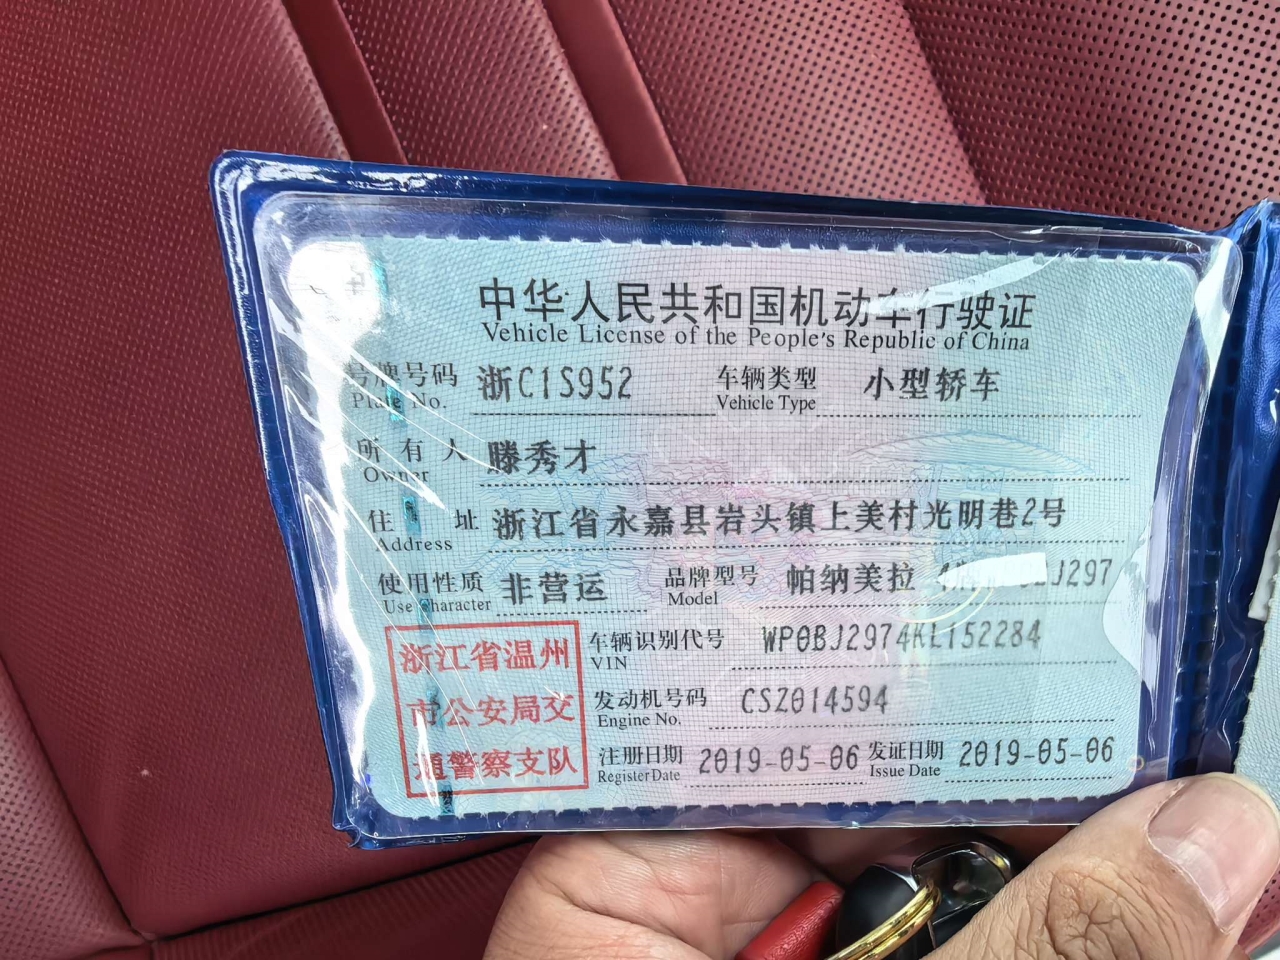 中华人民共和国机动车行驶证
Vehicle License of the People's Republic of China
号牌号码 浙C1S952 车辆类型 小型轿车
Plate No. Vehicle Type
所有人 滕秀才
Owner
住址 浙江省永嘉县岩头镇上美村光明巷2号
Address
使用性质 非营运 品牌型号 帕纳美拉 J297
Use Character Model
浙江省温州
市公安局交
通警察支队
车辆识别代号 WP0BJ2974KL152284
VIN
发动机号码 CSZ014594
Engine No.
注册日期 2019-05-06 发证日期 2019-05-06
Register Date Issue Date